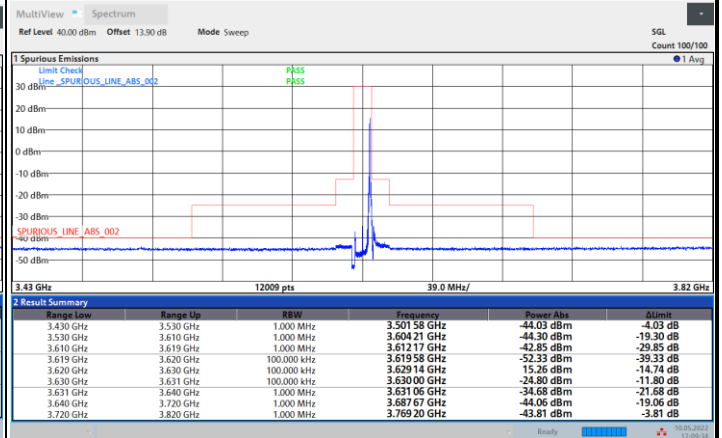 MultiView Spectrum
Ref Level 40.00 dBm Offset 13.90 dB Mode Sweep SGL
Count 100/100
1 Spurious Emissions 1 Avg
Limit Check PASS
Line _SPURIOUS_LINE_ABS_002 PASS
30 dBm
20 dBm
10 dBm
0 dBm
-10 dBm
-20 dBm
-30 dBm
SPURIOUS_LINE_ABS_002
-40 dBm
-50 dBm
3.43 GHz 12009 pts 39.0 MHz/ 3.82 GHz
2 Result Summary
Range Low Range Up RBW Frequency Power Abs ΔLimit
3.430 GHz 3.530 GHz 1.000 MHz 3.501 58 GHz -44.03 dBm -4.03 dB
3.530 GHz 3.610 GHz 1.000 MHz 3.604 21 GHz -44.30 dBm -19.30 dB
3.610 GHz 3.619 GHz 1.000 MHz 3.612 17 GHz -42.85 dBm -29.85 dB
3.619 GHz 3.620 GHz 100.000 kHz 3.619 58 GHz -52.33 dBm -39.33 dB
3.620 GHz 3.630 GHz 100.000 kHz 3.629 14 GHz 15.26 dBm -14.74 dB
3.630 GHz 3.631 GHz 100.000 kHz 3.630 00 GHz -24.80 dBm -11.80 dB
3.631 GHz 3.640 GHz 1.000 MHz 3.631 06 GHz -34.68 dBm -21.68 dB
3.640 GHz 3.720 GHz 1.000 MHz 3.687 67 GHz -44.06 dBm -19.06 dB
3.720 GHz 3.820 GHz 1.000 MHz 3.769 20 GHz -43.81 dBm -3.81 dB
Ready 10.05.2022
17:09:34